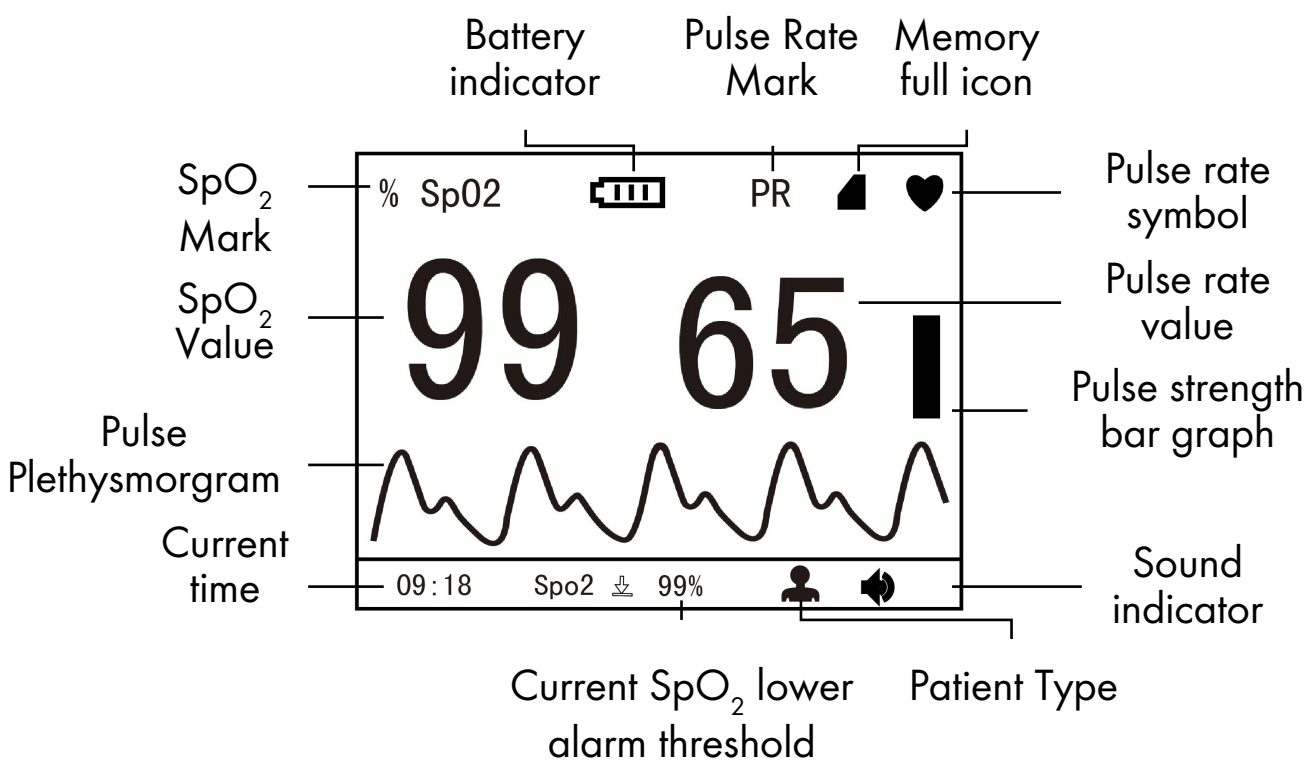 Battery
indicator
Pulse Rate
Mark
Memory
full icon
SpO₂
Mark
% SpO2
PR
Pulse rate
symbol
SpO₂
Value
99
65
Pulse rate
value
Pulse strength
bar graph
Pulse
Plethysmorgram
Current
time
09:18
Spo2
99%
Sound
indicator
Current SpO₂ lower
alarm threshold
Patient Type